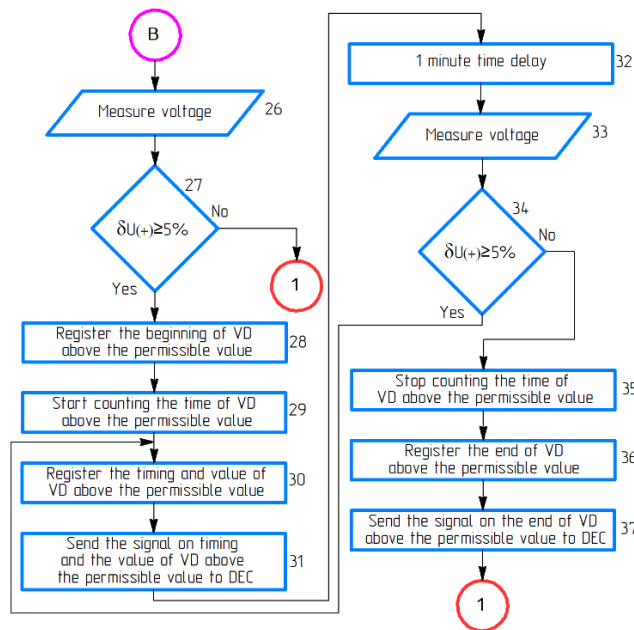 B
Measure voltage
26
27
δU(+)≥5%
No
1
Yes
Register the beginning of VD
above the permissible value
28
Start counting the time of VD
above the permissible value
29
Register the timing and value of
VD above the permissible value
30
Send the signal on timing
and the value of VD above
the permissible value to DEC
31
1 minute time delay
32
Measure voltage
33
34
δU(+)≥5%
No
Yes
Stop counting the time of
VD above the permissible value
35
Register the end of VD
above the permissible value
36
Send the signal on the end of VD
above the permissible value to DEC
37
1